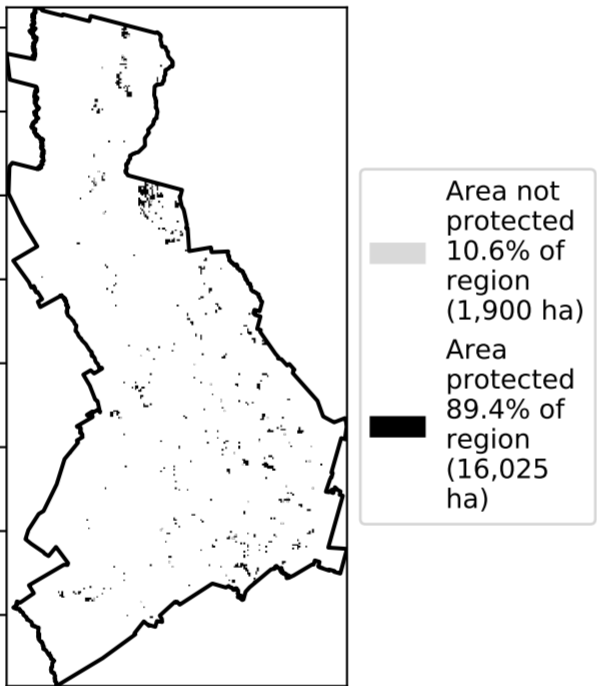 Area not
protected
10.6% of
region
(1,900 ha)
Area
protected
89.4% of
region
(16,025
ha)